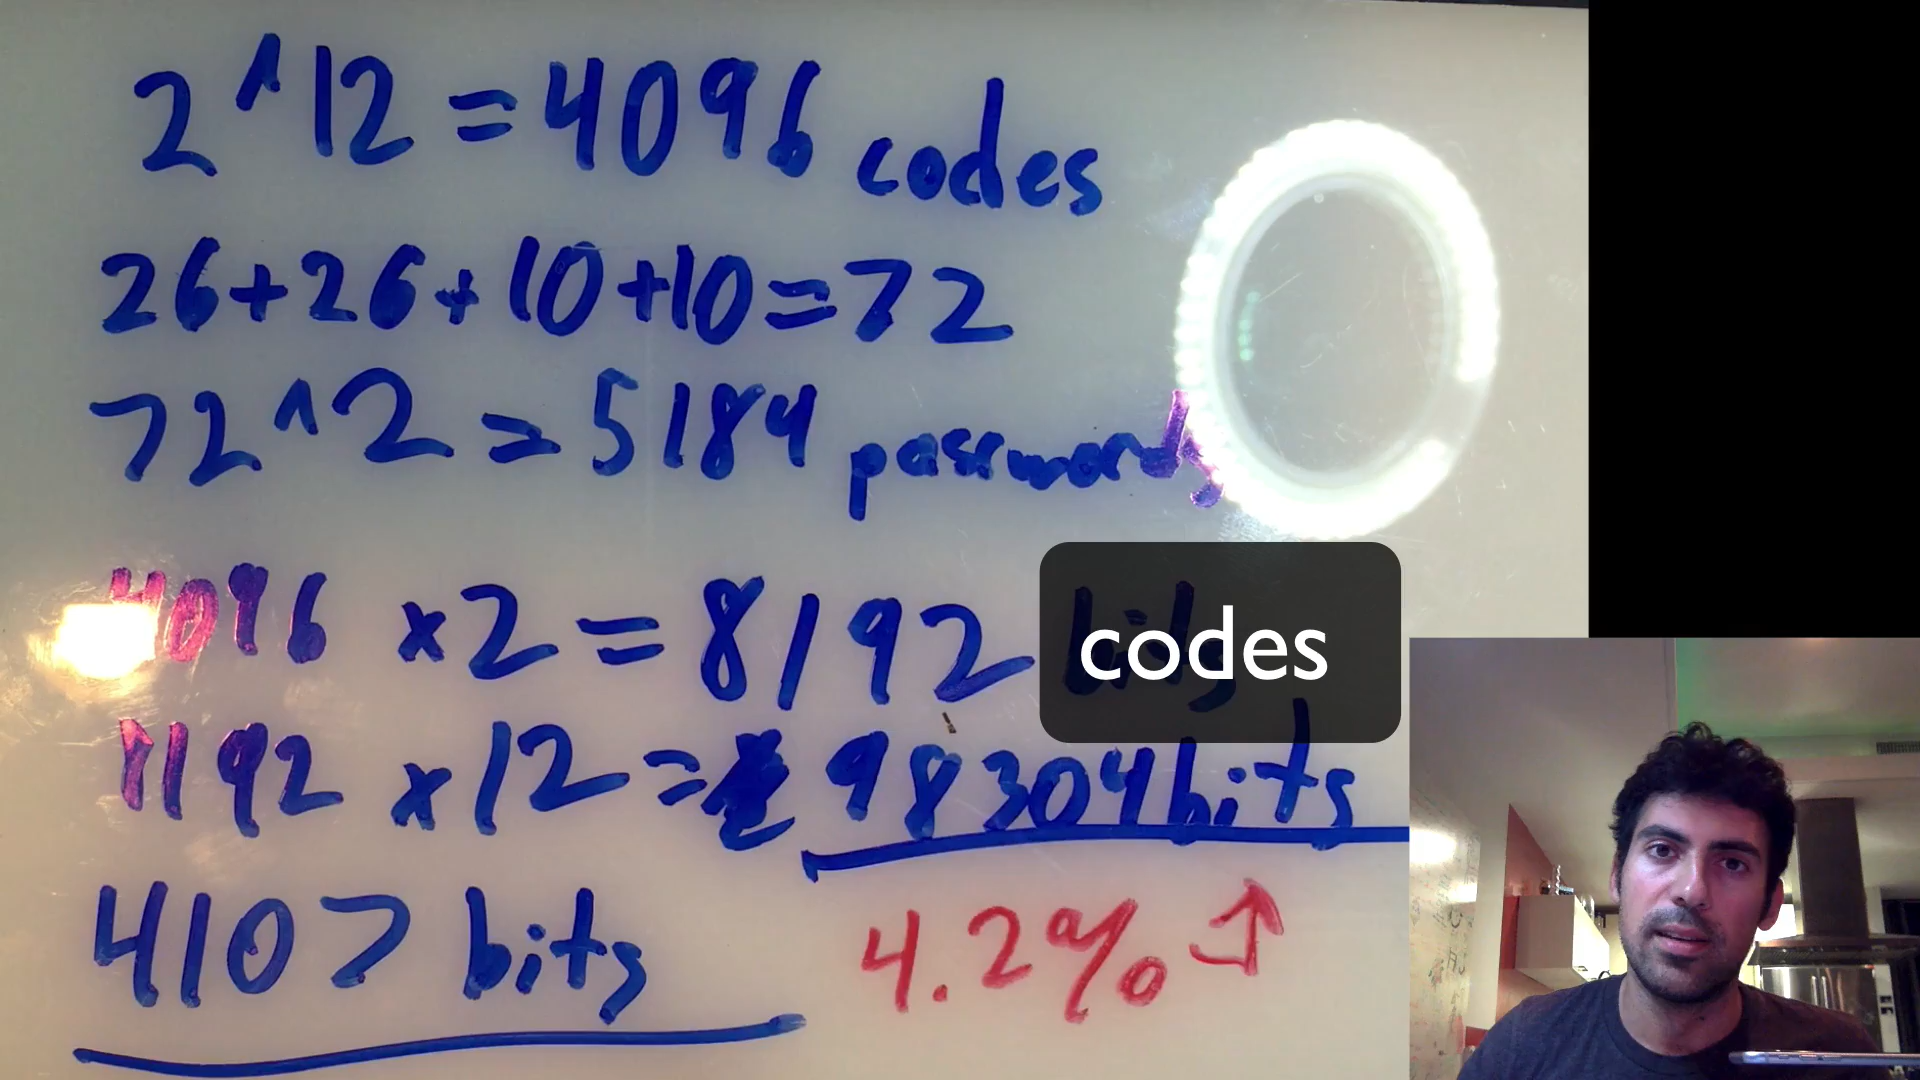 2^12=4096 codes
26+26+10+10=72
72^2=5184 passwords
4096 x2=8192 bits
codes
8192 x12= 98304bits
4107 bits
4.2%↑